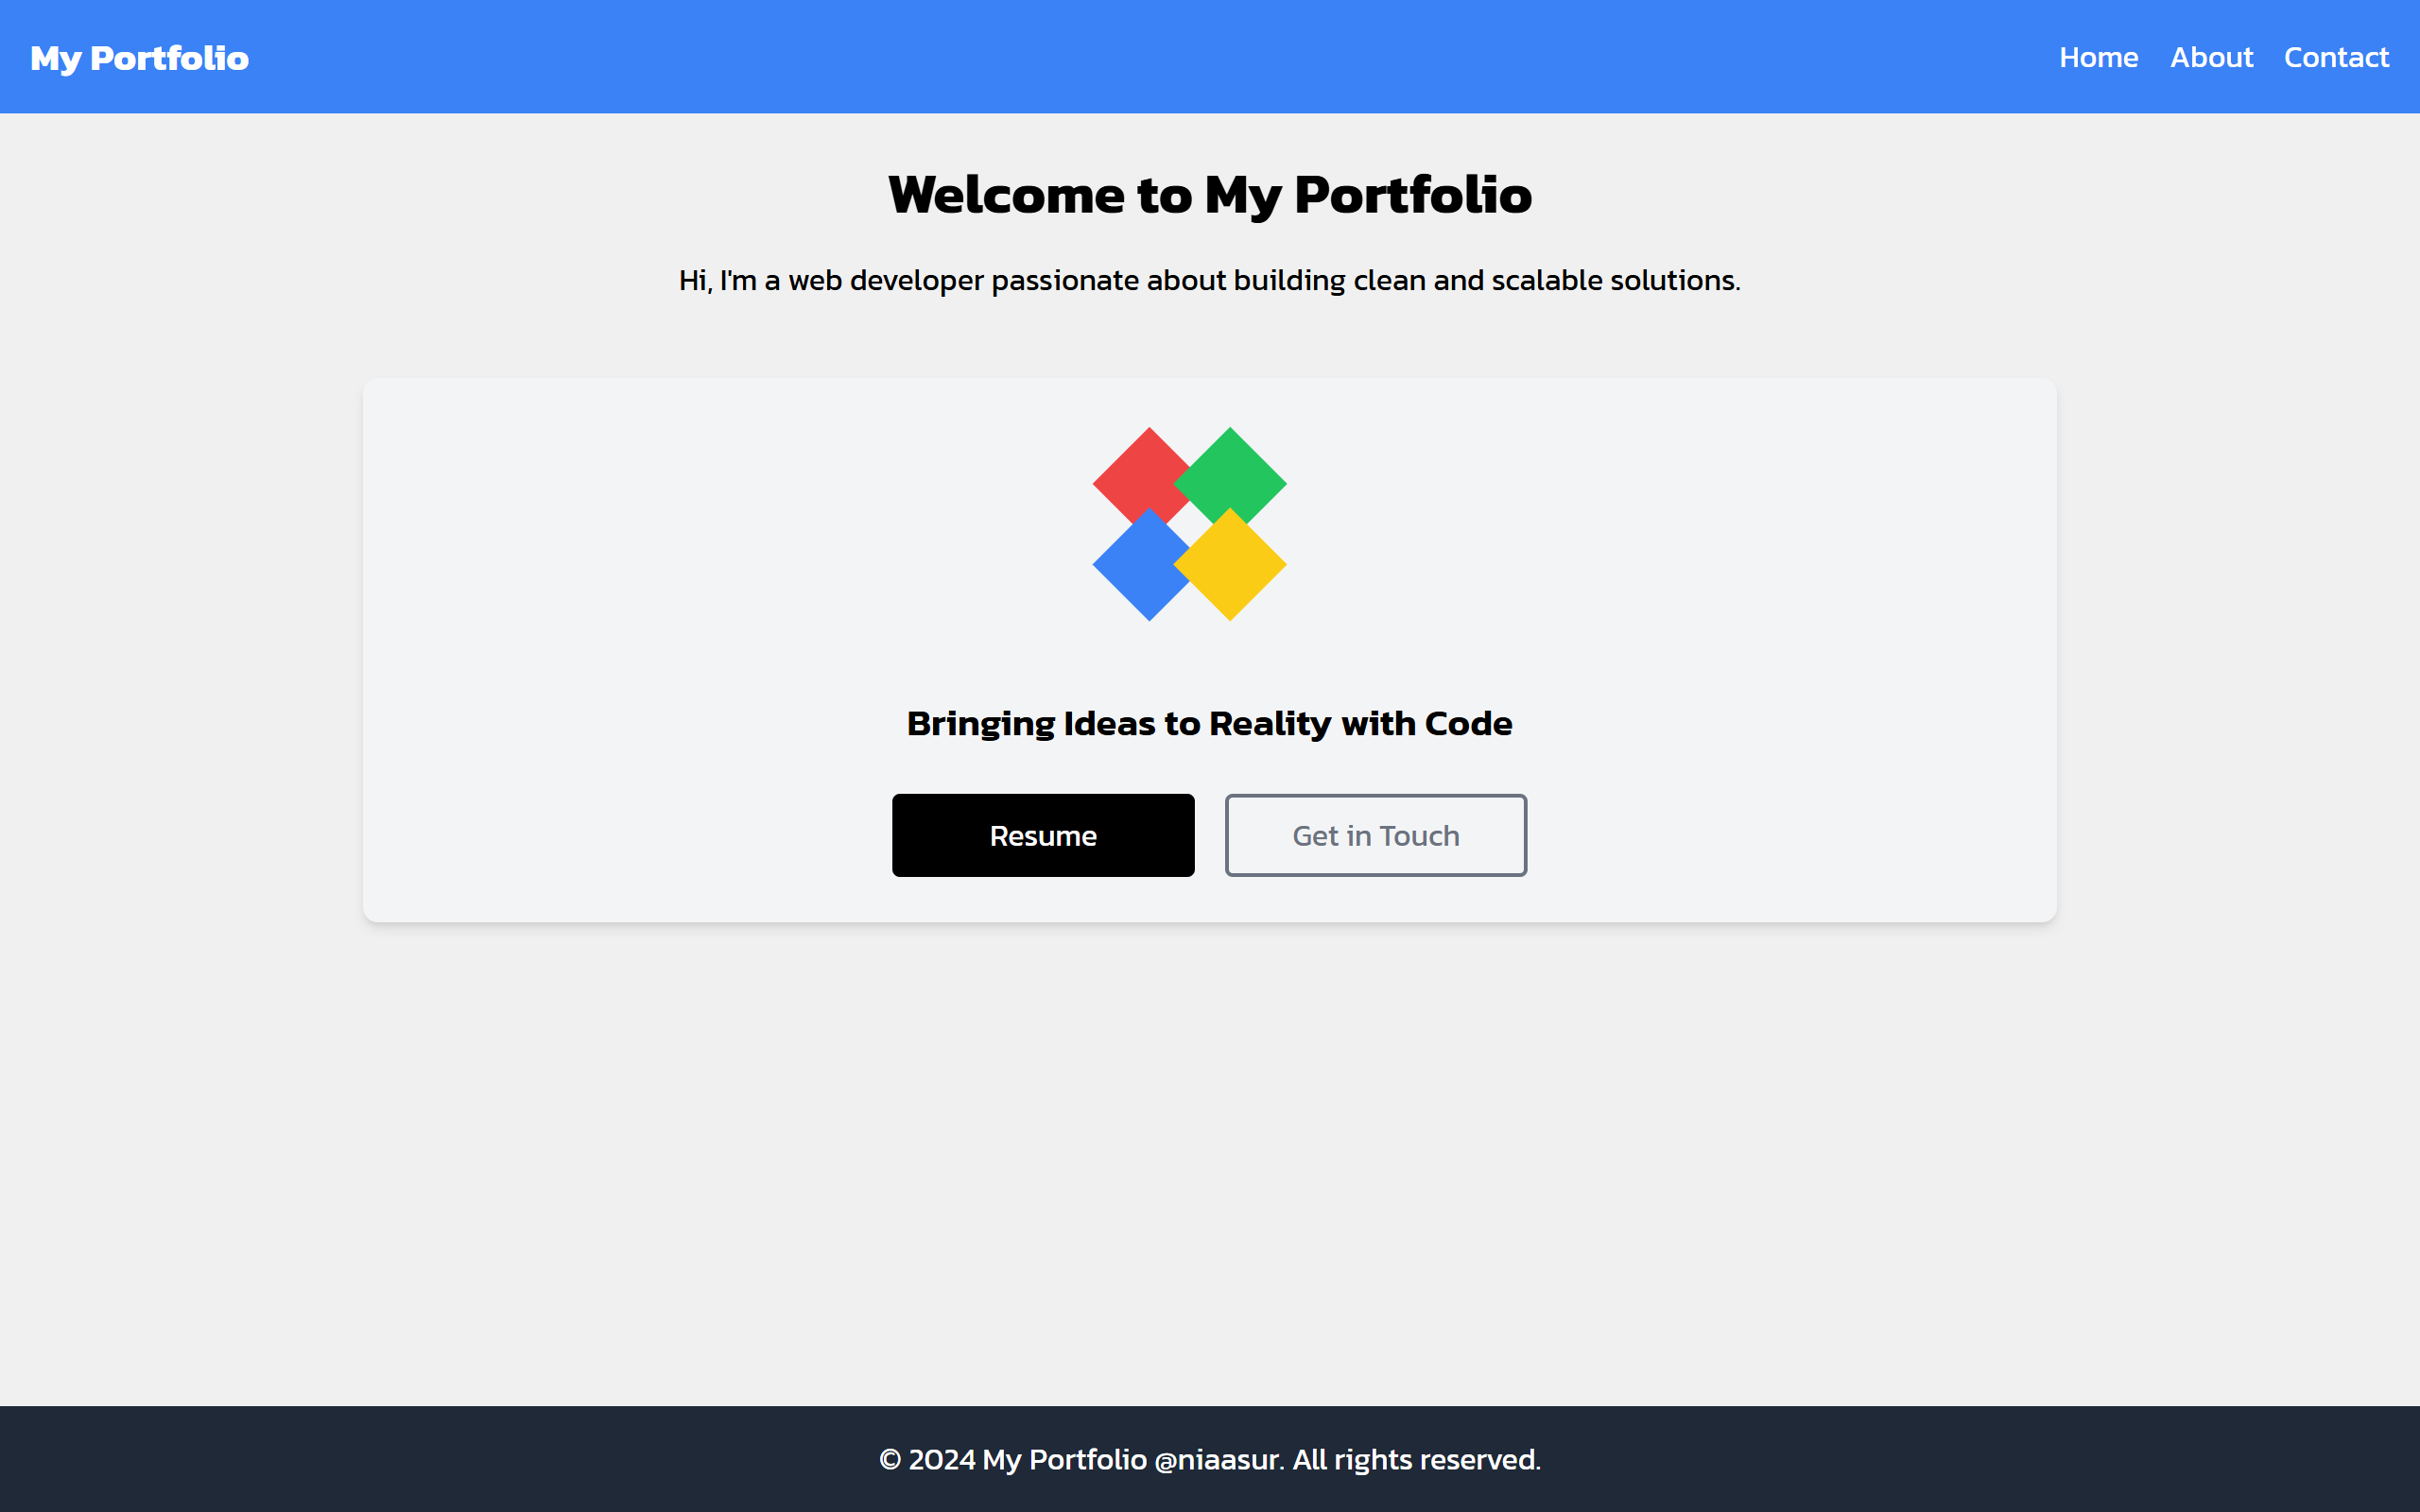 My Portfolio
Home About Contact
Welcome to My Portfolio
Hi, I'm a web developer passionate about building clean and scalable solutions.
Bringing Ideas to Reality with Code
Resume Get in Touch
© 2024 My Portfolio @niaasur. All rights reserved.